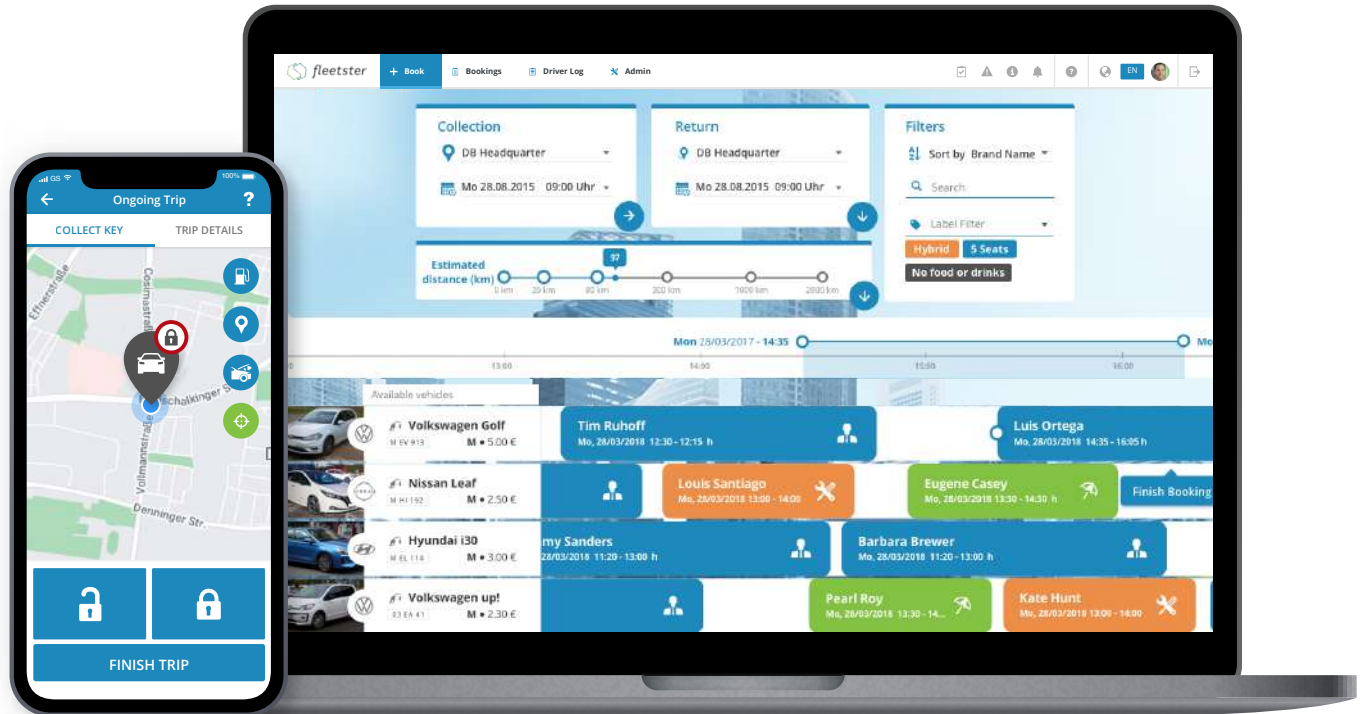 GS
100%
Ongoing Trip
?
COLLECT KEY
TRIP DETAILS
Effnerstraße
Cosimastraß
schalkinger S
Vollmannstraße
Denninger Str.
FINISH TRIP
fleetster
+ Book
Bookings
Driver Log
Admin
EN
Collection
DB Headquarter
Mo 28.08.2015 09:00 Uhr
Return
DB Headquarter
Mo 28.08.2015 09:00 Uhr
Filters
Sort by Brand Name
Search
Label Filter
Hybrid
5 Seats
No food or drinks
Estimated
distance (km)
97
0 km
20 km
80 km
300 km
1000 km
2000 km
Mon 28/03/2017 - 14:35
Mo
13:00
14:00
15:00
16:00
Available vehicles
Volkswagen Golf
M EV 913
M • 5.00 €
Tim Ruhoff
Mo, 28/03/2018 12:30 - 12:15 h
Luis Ortega
Mo, 28/03/2018 14:35 - 16:05 h
Nissan Leaf
M HI 192
M • 2.50 €
Louis Santiago
Mo, 28/03/2018 13:00 - 14:00
Eugene Casey
Mo, 28/03/2018 13:30 - 14:30 h
Finish Booking
Hyundai i30
M EL 114
M • 3.00 €
my Sanders
28/03/2018 11:20 - 13:00 h
Barbara Brewer
Mo, 28/03/2018 11:20 - 13:00 h
Volkswagen up!
M • 2.30 €
Pearl Roy
Mo, 28/03/2018 13:30 - 14...
Kate Hunt
Mo, 28/03/2018 13:00 - 14:00